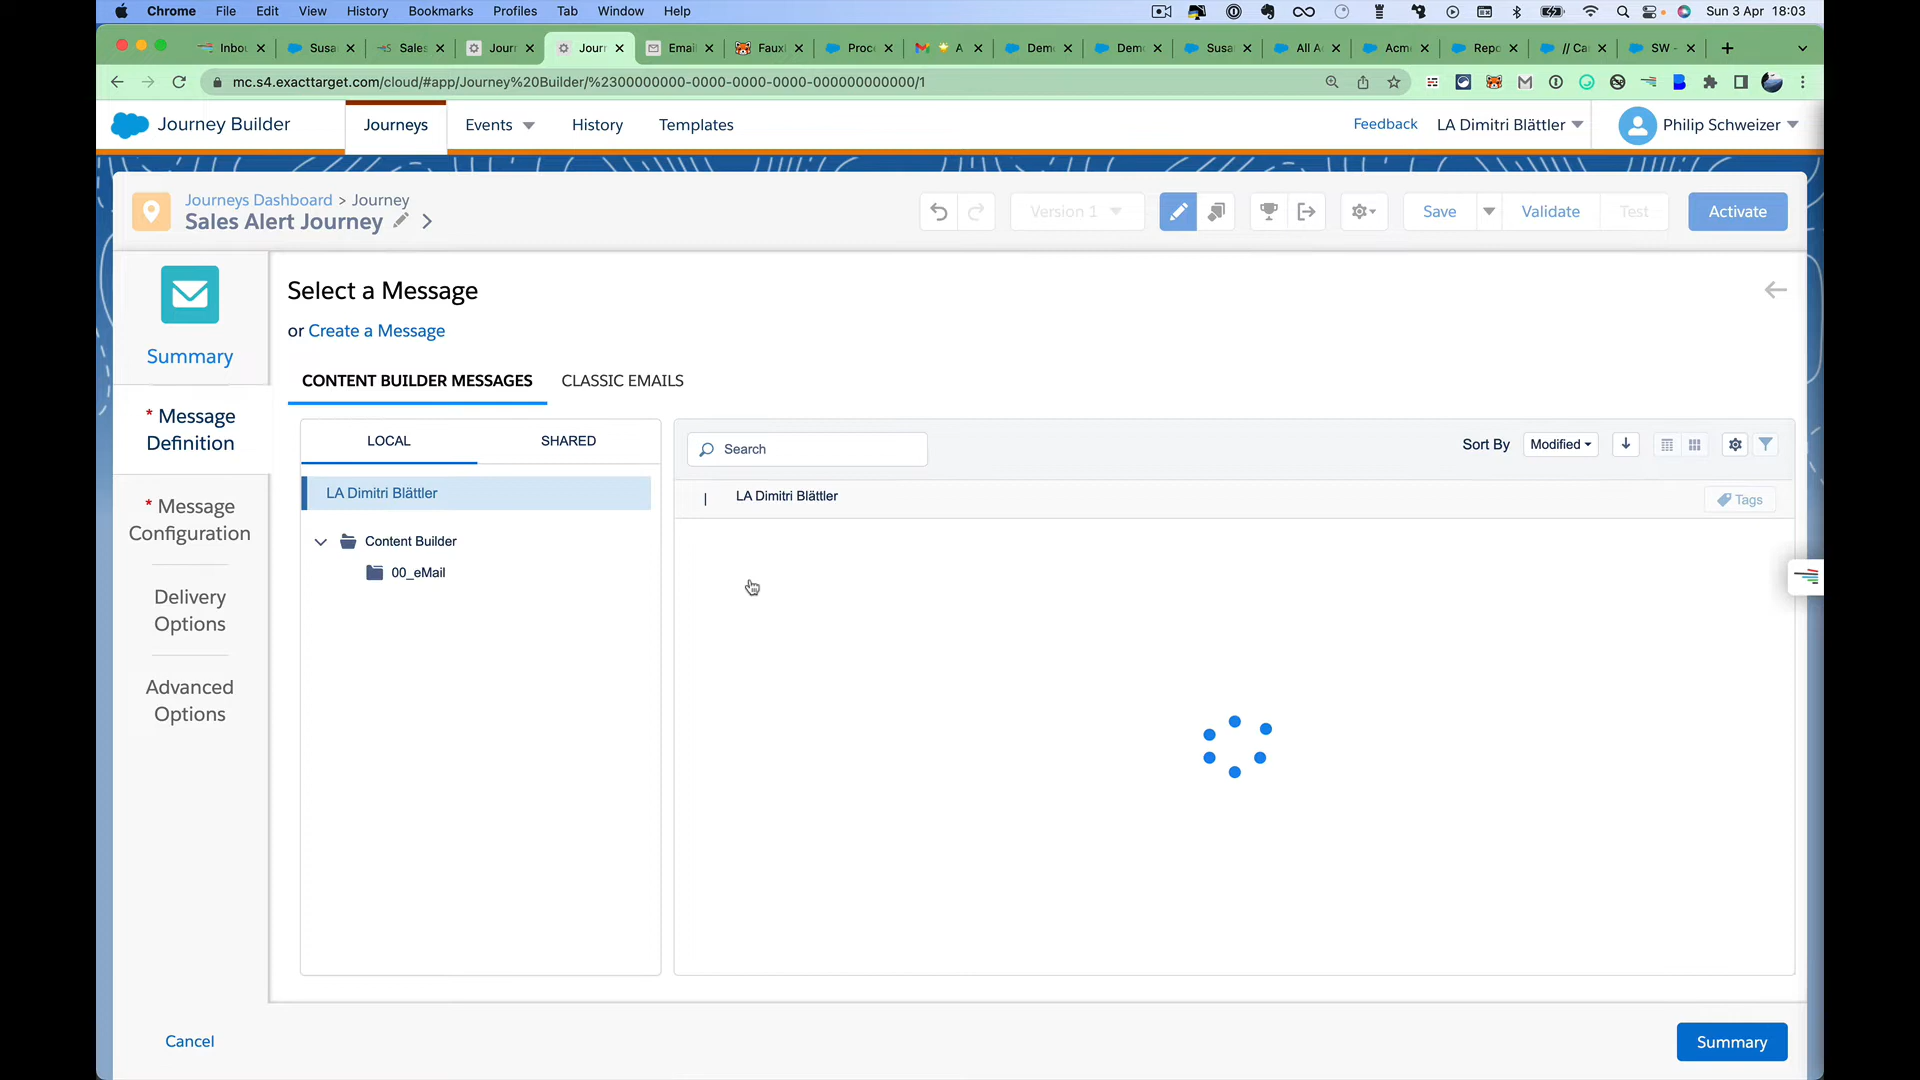 Chrome File Edit View History Bookmarks Profiles Tab Window Help Sun 3 Apr 18:03
Inbo Susa Sales Journ Journ Email Fauxl Proc A Dem Dem Susa All A Acm Repo // Ca SW -
mc.s4.exacttarget.com/cloud/#app/Journey%20Builder/%2300000000-0000-0000-0000-000000000000/1
Journey Builder Journeys Events History Templates Feedback LA Dimitri Blättler Philip Schweizer
Journeys Dashboard > Journey
Sales Alert Journey
Version 1 Save Validate Test Activate
Summary
* Message
Definition
* Message
Configuration
Delivery
Options
Advanced
Options
Select a Message
or Create a Message
CONTENT BUILDER MESSAGES CLASSIC EMAILS
LOCAL SHARED
LA Dimitri Blättler
Content Builder
00_eMail
Search Sort By Modified
| LA Dimitri Blättler Tags
Cancel Summary